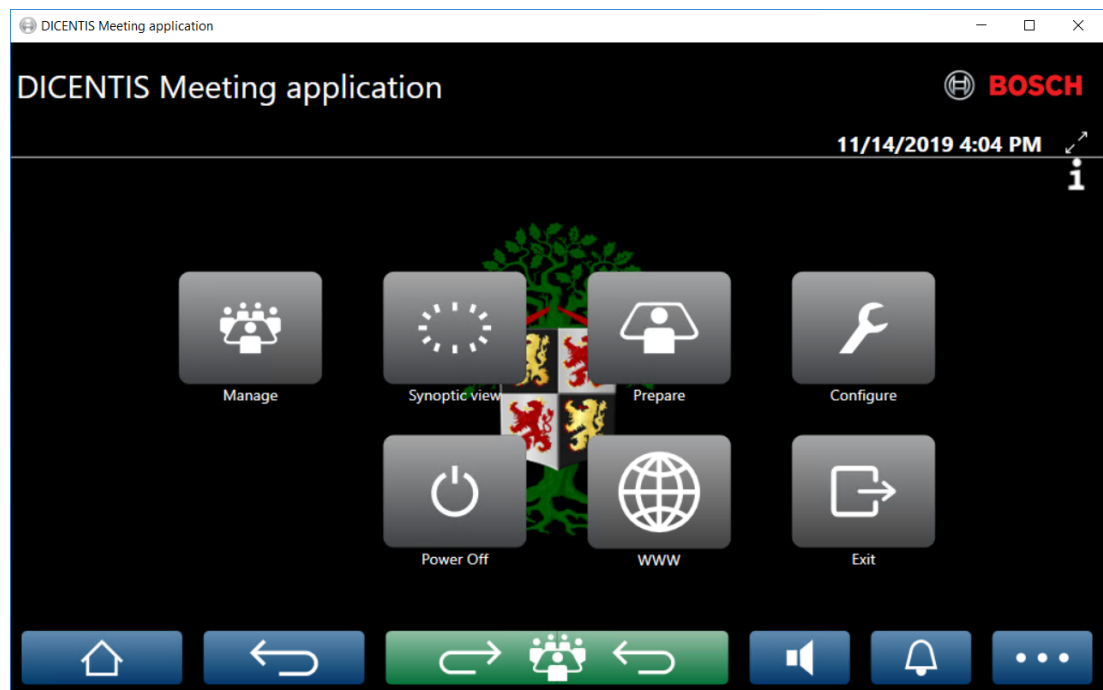 DICENTIS Meeting application
DICENTIS Meeting application
BOSCH
11/14/2019 4:04 PM
Manage
Synoptic view
Prepare
Configure
Power Off
WWW
Exit